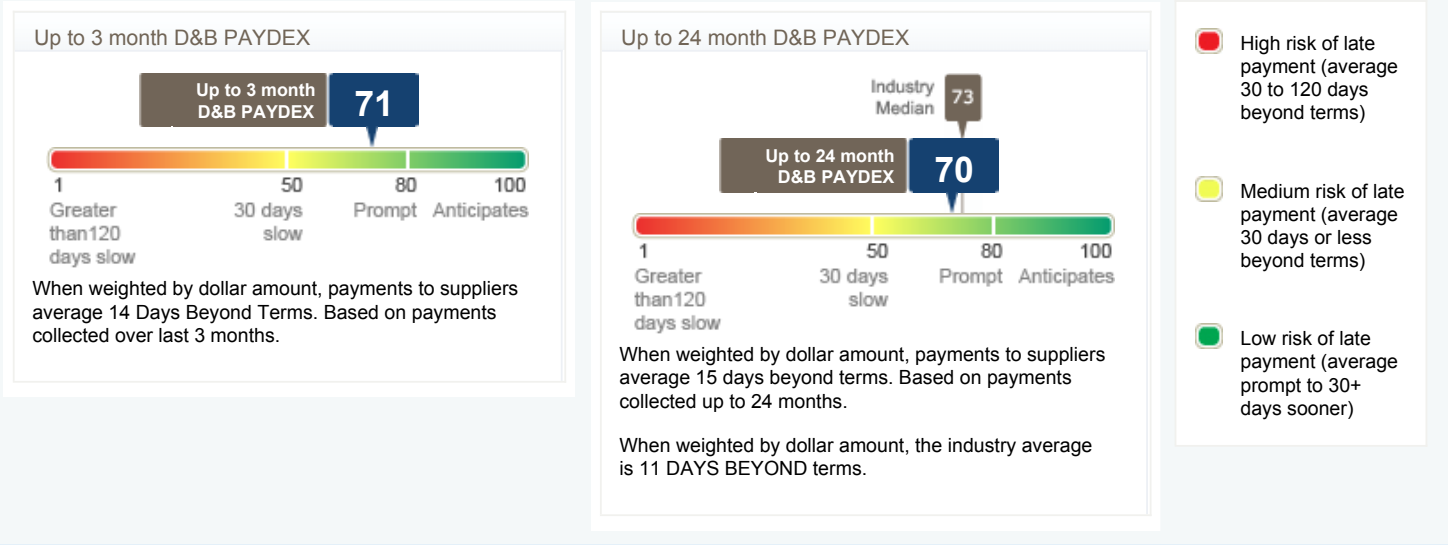 Up to 3 month D&B PAYDEX
Up to 3 month
D&B PAYDEX
71
1
50
80
100
Greater
than120
days slow
30 days
slow
Prompt
Anticipates
When weighted by dollar amount, payments to suppliers
average 14 Days Beyond Terms. Based on payments
collected over last 3 months.
Up to 24 month D&B PAYDEX
Industry
Median
73
Up to 24 month
D&B PAYDEX
70
1
50
80
100
Greater
than120
days slow
30 days
slow
Prompt
Anticipates
When weighted by dollar amount, payments to suppliers
average 15 days beyond terms. Based on payments
collected up to 24 months.
When weighted by dollar amount, the industry average
is 11 DAYS BEYOND terms.
High risk of late
payment (average
30 to 120 days
beyond terms)
Medium risk of late
payment (average
30 days or less
beyond terms)
Low risk of late
payment (average
prompt to 30+
days sooner)